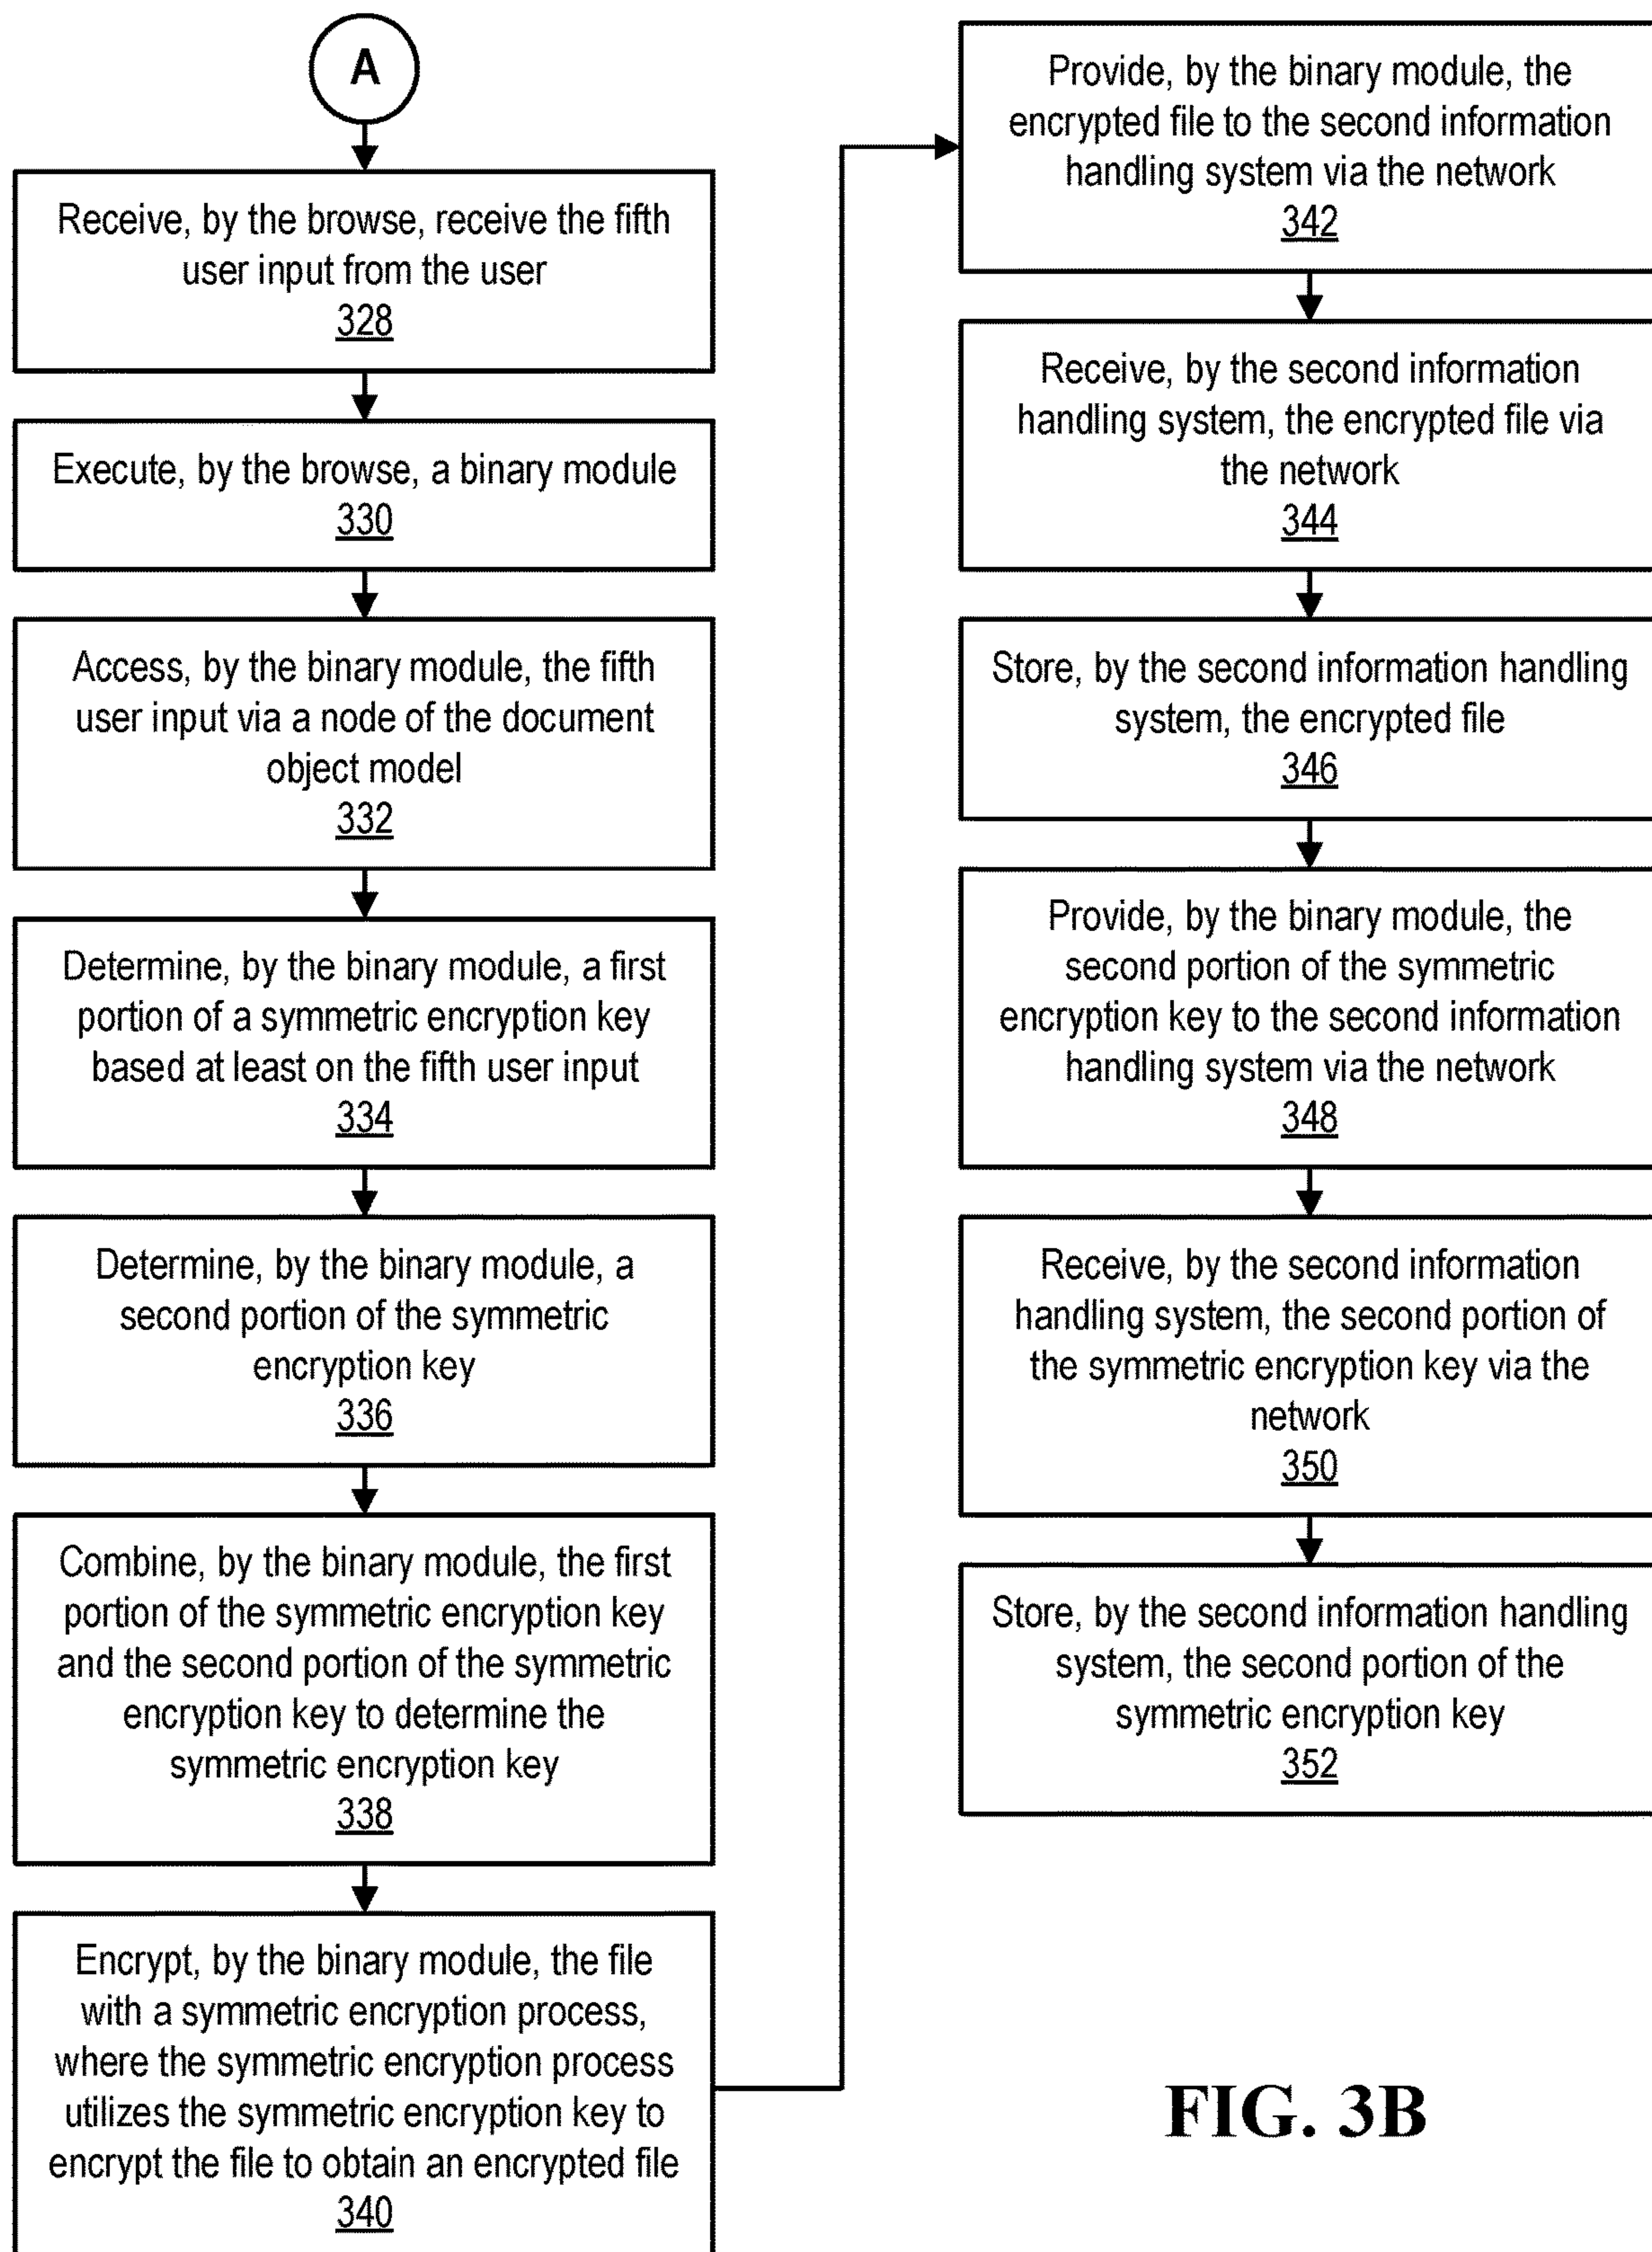 A
Receive, by the browse, receive the fifth
user input from the user
328
Execute, by the browse, a binary module
330
Access, by the binary module, the fifth
user input via a node of the document
object model
332
Determine, by the binary module, a first
portion of a symmetric encryption key
based at least on the fifth user input
334
Determine, by the binary module, a
second portion of the symmetric
encryption key
336
Combine, by the binary module, the first
portion of the symmetric encryption key
and the second portion of the symmetric
encryption key to determine the
symmetric encryption key
338
Encrypt, by the binary module, the file
with a symmetric encryption process,
where the symmetric encryption process
utilizes the symmetric encryption key to
encrypt the file to obtain an encrypted file
340
Provide, by the binary module, the
encrypted file to the second information
handling system via the network
342
Receive, by the second information
handling system, the encrypted file via
the network
344
Store, by the second information handling
system, the encrypted file
346
Provide, by the binary module, the
second portion of the symmetric
encryption key to the second information
handling system via the network
348
Receive, by the second information
handling system, the second portion of
the symmetric encryption key via the
network
350
Store, by the second information handling
system, the second portion of the
symmetric encryption key
352
FIG. 3B